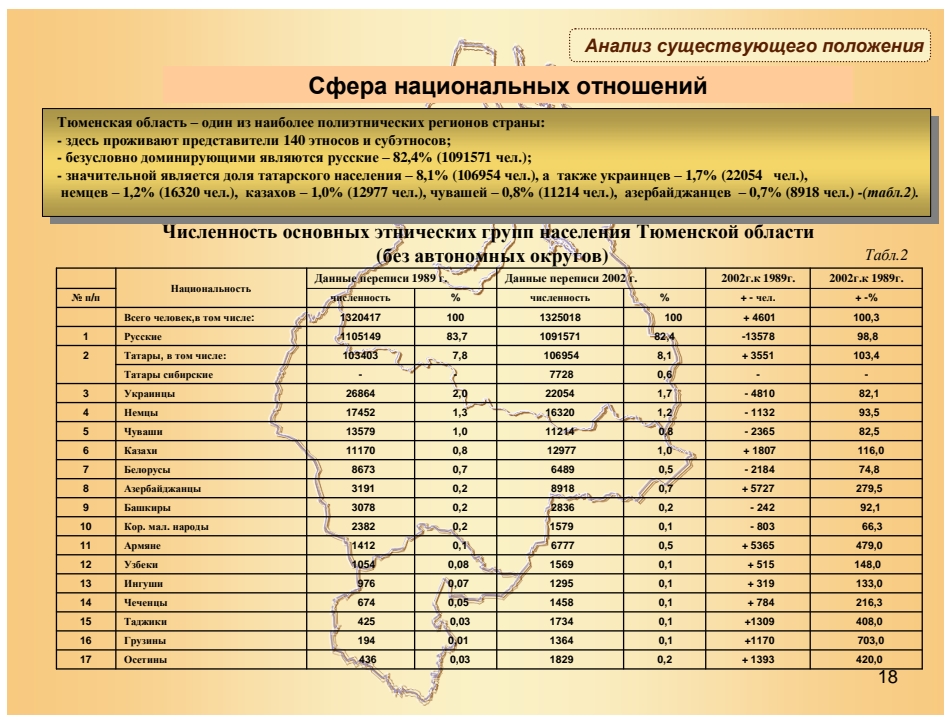 Анализ существующего положения
Сфера национальных отношений
Тюменская область – один из наиболее полиэтнических регионов страны:
- здесь проживают представители 140 этносов и субэтносов;
- безусловно доминирующими являются русские – 82,4% (1091571 чел.);
- значительной является доля татарского населения – 8,1% (106954 чел.), а также украинцев – 1,7% (22054 чел.),
немцев – 1,2% (16320 чел.), казахов – 1,0% (12977 чел.), чувашей – 0,8% (11214 чел.), азербайджанцев – 0,7% (8918 чел.) -(табл.2).
Численность основных этнических групп населения Тюменской области
(без автономных округов) Табл.2
№ п/п Национальность Данные переписи 1989 г. Данные переписи 2002 г. 2002г.к 1989г. 2002г.к 1989г.
численность % численность % + - чел. + -%
Всего человек,в том числе: 1320417 100 1325018 100 + 4601 100,3
1 Русские 1105149 83,7 1091571 82,4 -13578 98,8
2 Татары, в том числе: 103403 7,8 106954 8,1 + 3551 103,4
Татары сибирские - - 7728 0,6 - -
3 Украинцы 26864 2,0 22054 1,7 - 4810 82,1
4 Немцы 17452 1,3 16320 1,2 - 1132 93,5
5 Чуваши 13579 1,0 11214 0,8 - 2365 82,5
6 Казахи 11170 0,8 12977 1,0 + 1807 116,0
7 Белорусы 8673 0,7 6489 0,5 - 2184 74,8
8 Азербайджанцы 3191 0,2 8918 0,7 + 5727 279,5
9 Башкиры 3078 0,2 2836 0,2 - 242 92,1
10 Кор. мал. народы 2382 0,2 1579 0,1 - 803 66,3
11 Армяне 1412 0,1 6777 0,5 + 5365 479,0
12 Узбеки 1054 0,08 1569 0,1 + 515 148,0
13 Ингуши 976 0,07 1295 0,1 + 319 133,0
14 Чеченцы 674 0,05 1458 0,1 + 784 216,3
15 Таджики 425 0,03 1734 0,1 +1309 408,0
16 Грузины 194 0,01 1364 0,1 +1170 703,0
17 Осетины 436 0,03 1829 0,2 + 1393 420,0
18